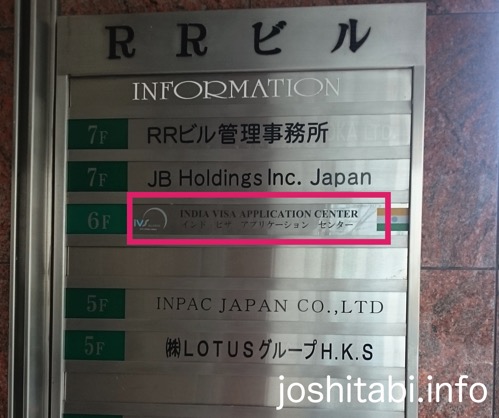 RRビル
INFORMATION
7F RRビル管理事務所
7F JB Holdings Inc. Japan
6F IVS INDIA VISA APPLICATION CENTER
インド ビザ アプリケーション センター
5F INPAC JAPAN CO.,LTD
5F ㈱LOTUSグループH.K.S
joshitabi.info